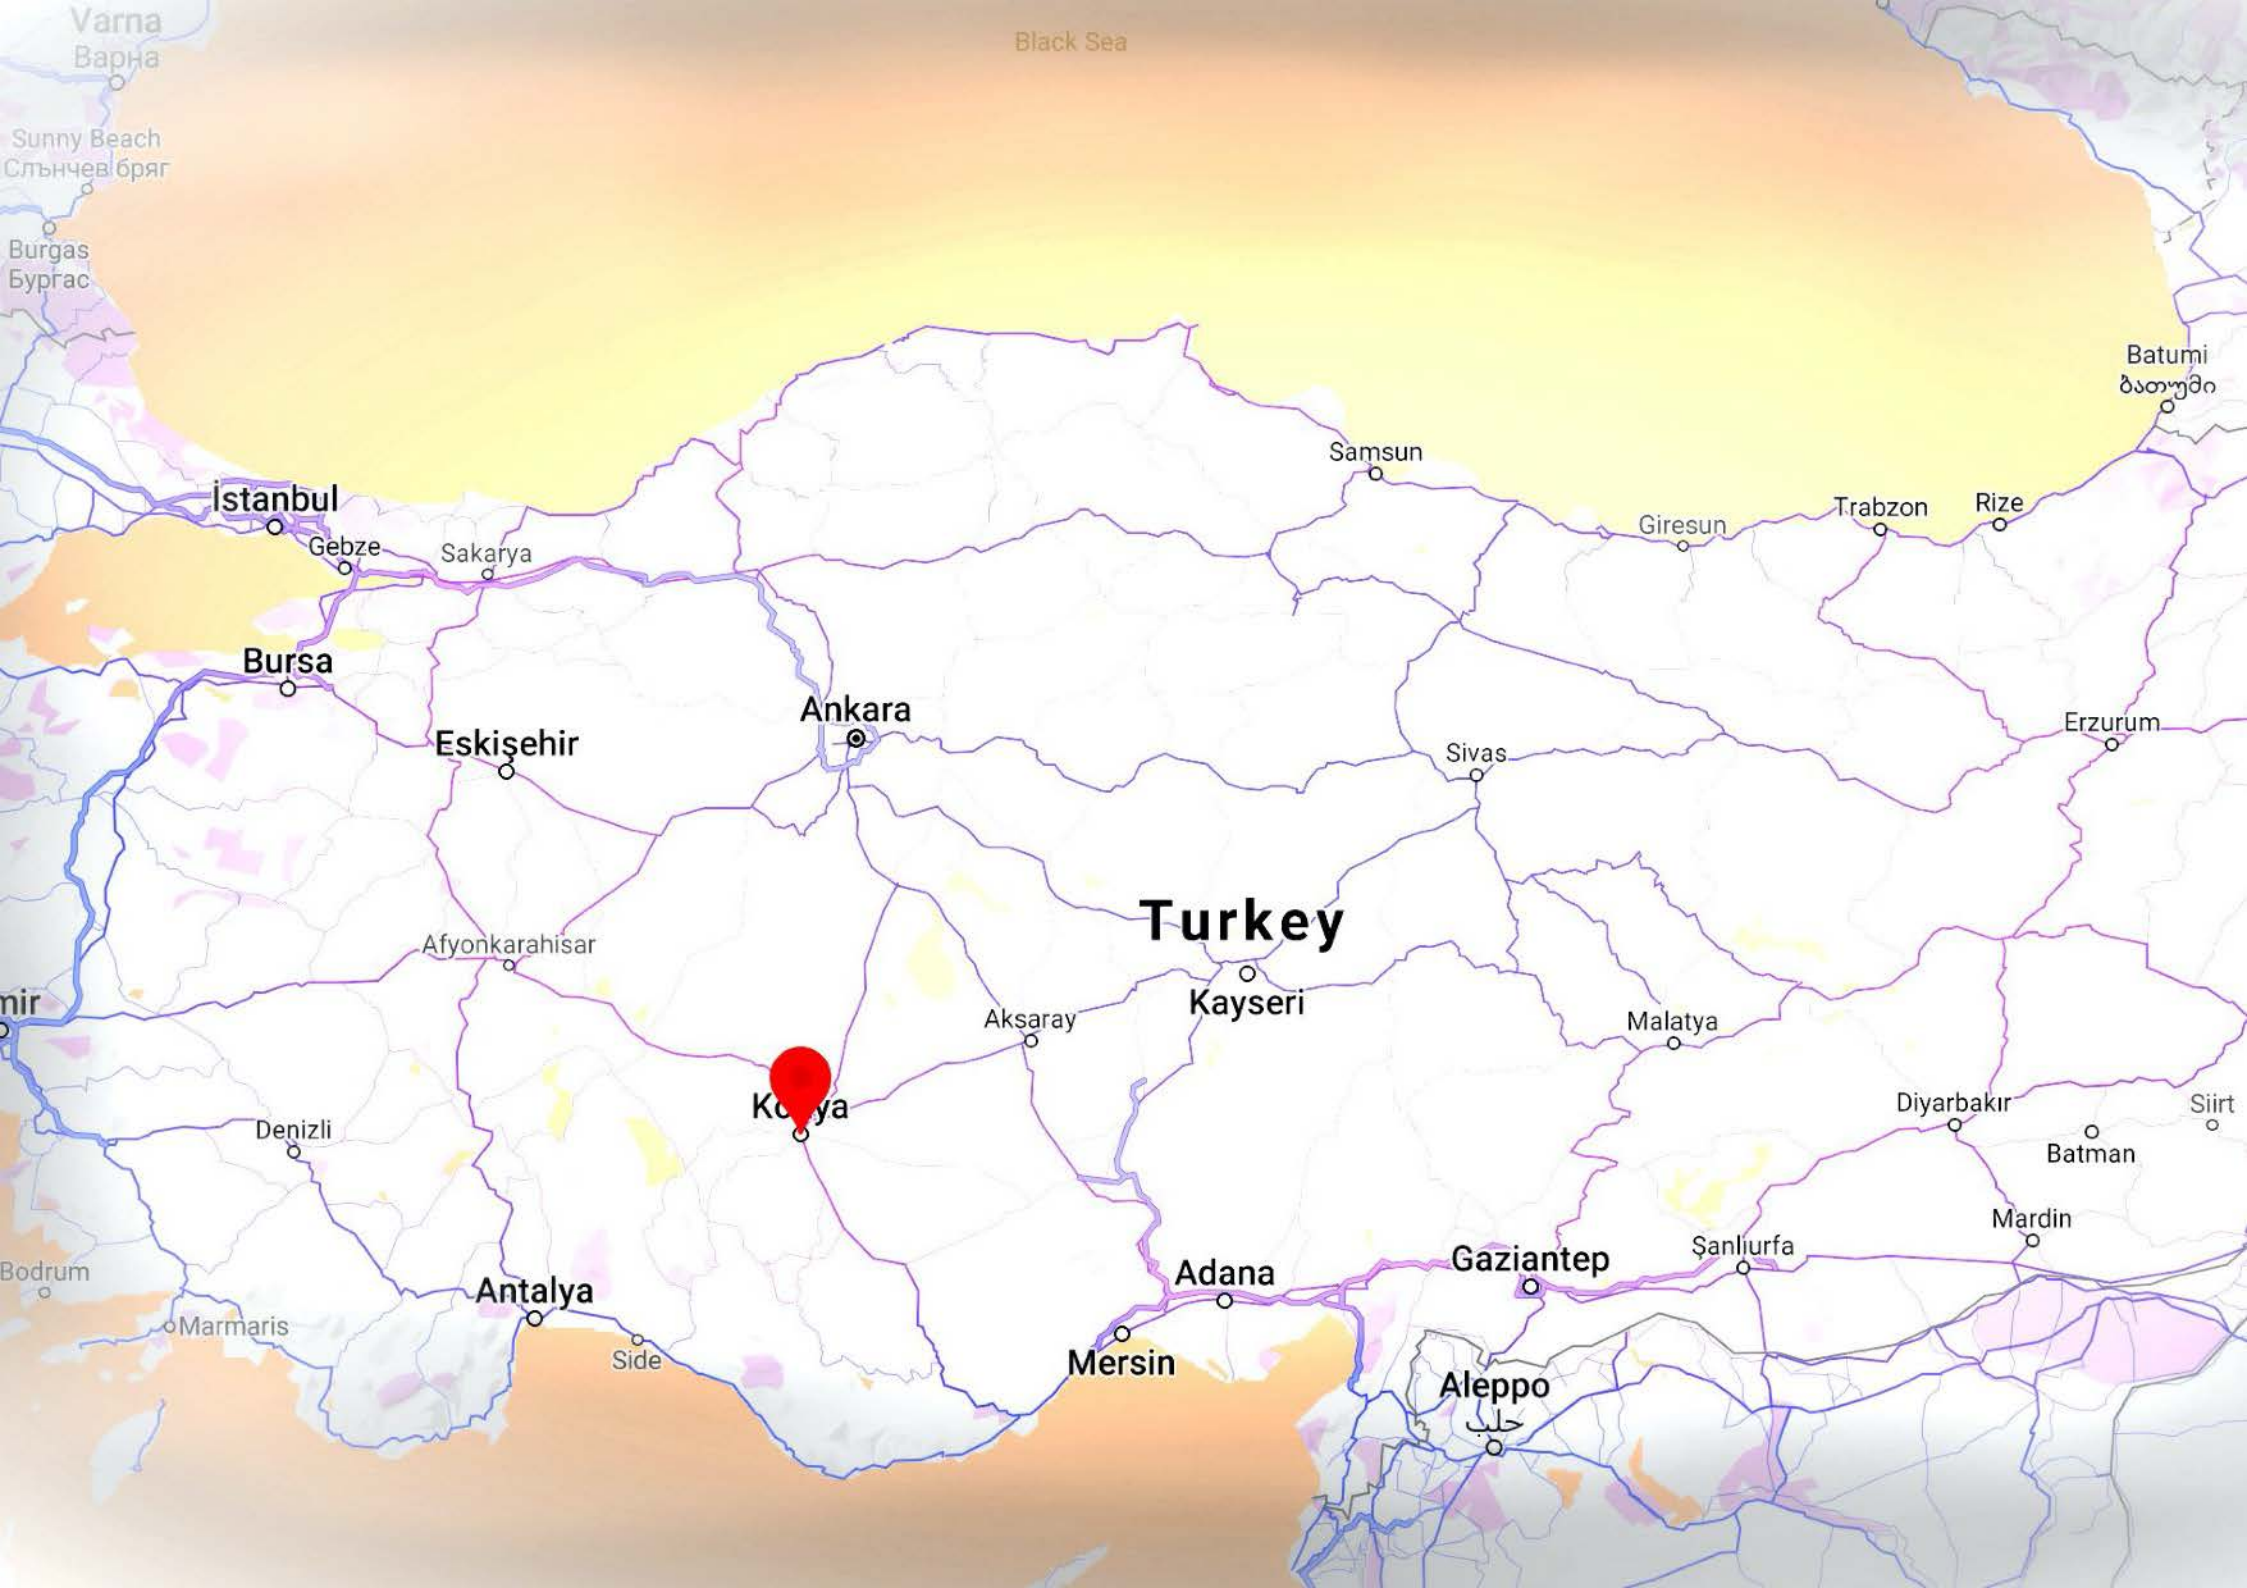 Varna
Варна
Black Sea
Sunny Beach
Слънчев бряг
Burgas
Бургас
Batumi
ბათუმი
Samsun
İstanbul
Trabzon
Rize
Giresun
Gebze
Sakarya
Bursa
Ankara
Erzurum
Eskişehir
Sivas
Turkey
Afyonkarahisar
mir
Kayseri
Aksaray
Malatya
Diyarbakır
Siirt
Denizli
Batman
Mardin
Şanlıurfa
Gaziantep
Adana
Bodrum
Antalya
Marmaris
Side
Mersin
Aleppo
حلب